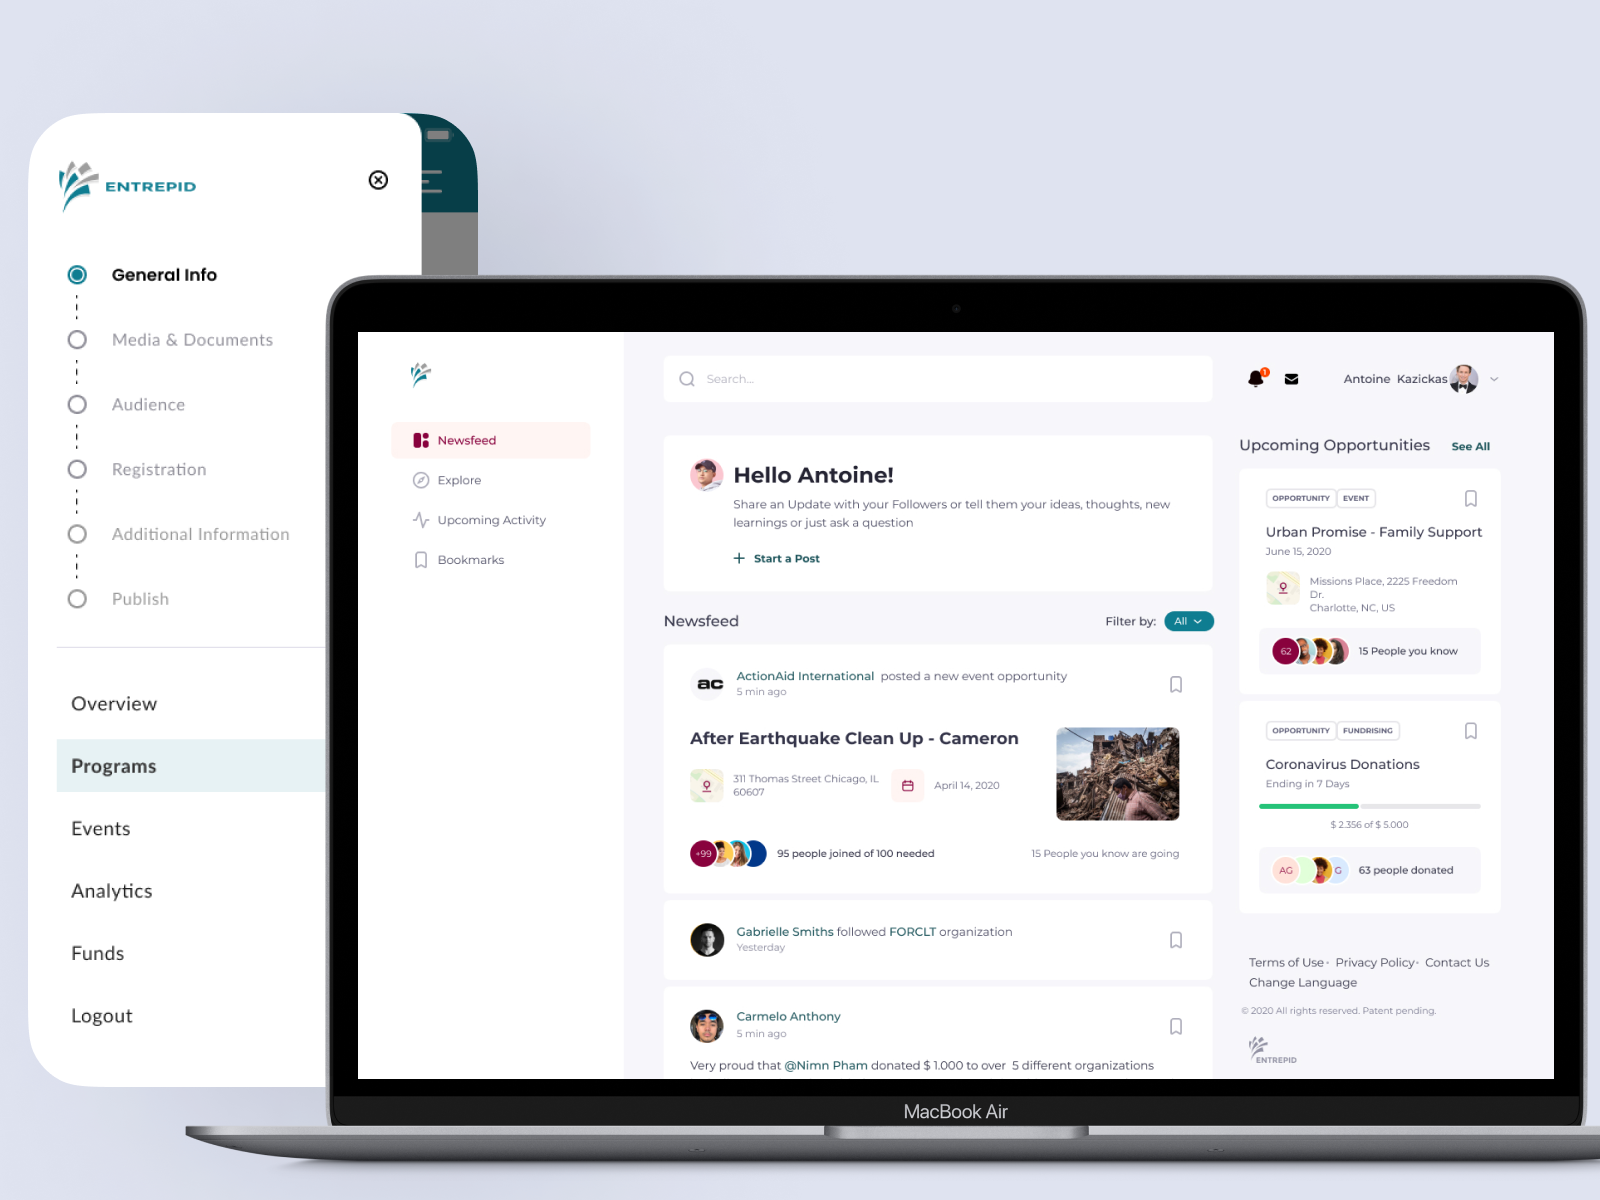 ENTREPID
General Info
Media & Documents
Audience
Registration
Additional Information
Publish
Overview
Programs
Events
Analytics
Funds
Logout
Newsfeed
Explore
Upcoming Activity
Bookmarks
Search...
Hello Antoine!
Share an Update with your Followers or tell them your ideas, thoughts, new
learnings or just ask a question
+ Start a Post
Newsfeed
Filter by: All
ac
ActionAid International posted a new event opportunity
5 min ago
After Earthquake Clean Up - Cameron
311 Thomas Street Chicago, IL
60607
April 14, 2020
+99
95 people joined of 100 needed
15 People you know are going
Gabrielle Smiths followed FORCLT organization
Yesterday
Carmelo Anthony
5 min ago
Very proud that @Nimn Pham donated $ 1.000 to over 5 different organizations
1
Antoine Kazickas
Upcoming Opportunities
See All
OPPORTUNITY EVENT
Urban Promise - Family Support
June 15, 2020
Missions Place, 2225 Freedom
Dr.
Charlotte, NC, US
62
15 People you know
OPPORTUNITY FUNDRISING
Coronavirus Donations
Ending in 7 Days
$ 2.356 of $ 5.000
AG
G
63 people donated
Terms of Use · Privacy Policy · Contact Us
Change Language
© 2020 All rights reserved. Patent pending.
ENTREPID
MacBook Air